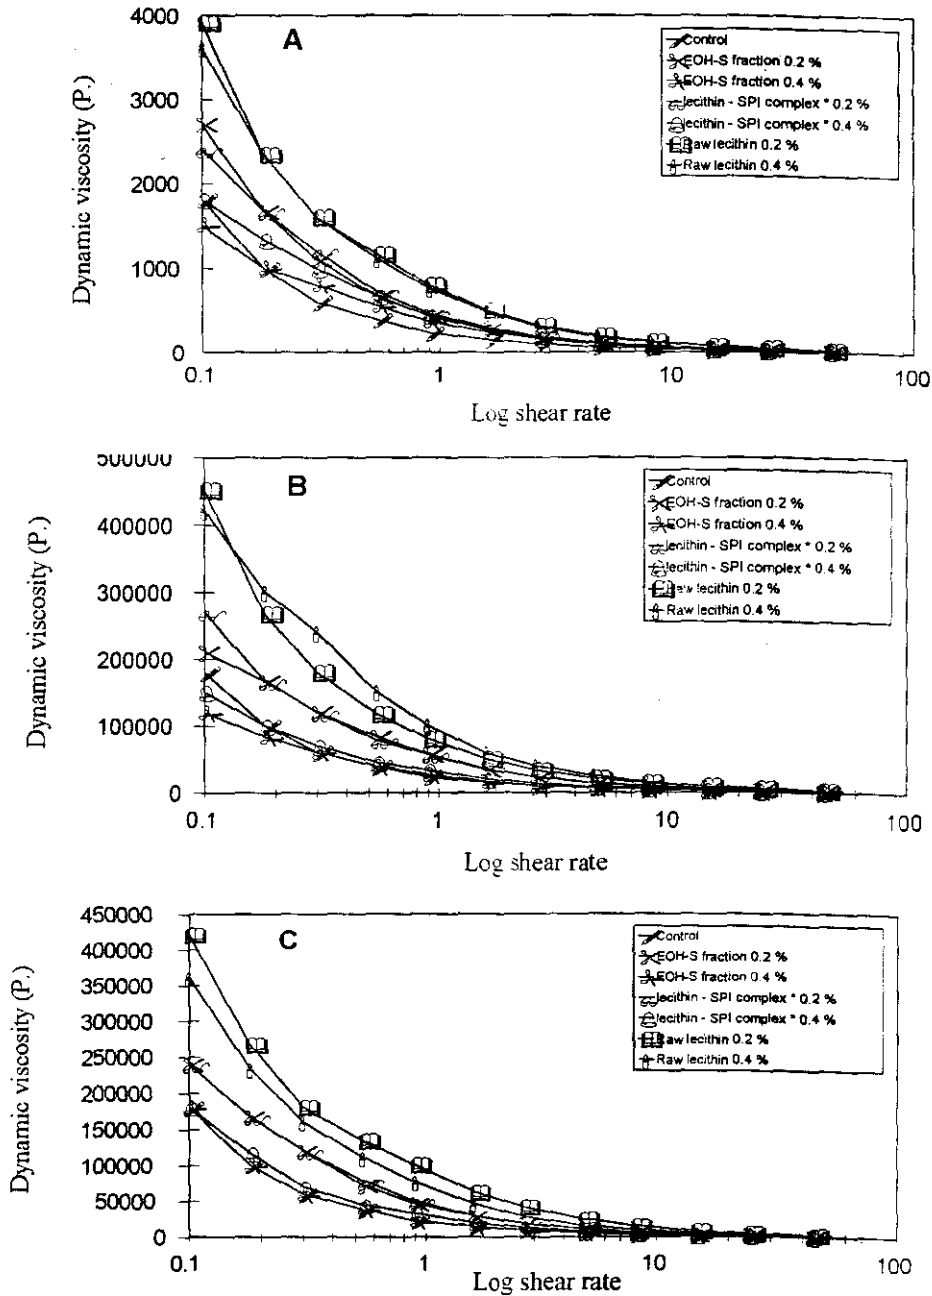 A
4000
3000
2000
1000
0
Dynamic viscosity (P.)
0.1 1 10 100
Log shear rate
Control
EOH-S fraction 0.2 %
EOH-S fraction 0.4 %
lecithin - SPI complex * 0.2 %
lecithin - SPI complex * 0.4 %
Raw lecithin 0.2 %
Raw lecithin 0.4 %
B
500000
400000
300000
200000
100000
0
Dynamic viscosity (P.)
0.1 1 10 100
Log shear rate
Control
EOH-S fraction 0.2 %
EOH-S fraction 0.4 %
lecithin - SPI complex * 0.2 %
lecithin - SPI complex * 0.4 %
Raw lecithin 0.2 %
Raw lecithin 0.4 %
C
450000
400000
350000
300000
250000
200000
150000
100000
50000
0
Dynamic viscosity (P.)
0.1 1 10 100
Log shear rate
Control
EOH-S fraction 0.2 %
EOH-S fraction 0.4 %
lecithin - SPI complex * 0.2 %
lecithin - SPI complex * 0.4 %
Raw lecithin 0.2 %
Raw lecithin 0.4 %